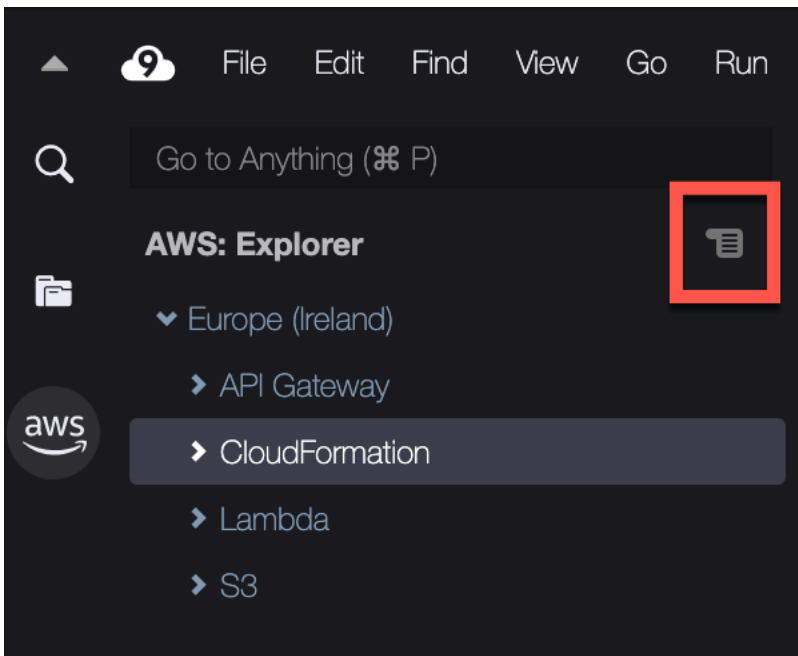 9 File Edit Find View Go Run
Go to Anything (⌘ P)
AWS: Explorer
Europe (Ireland)
API Gateway
aws
CloudFormation
Lambda
S3